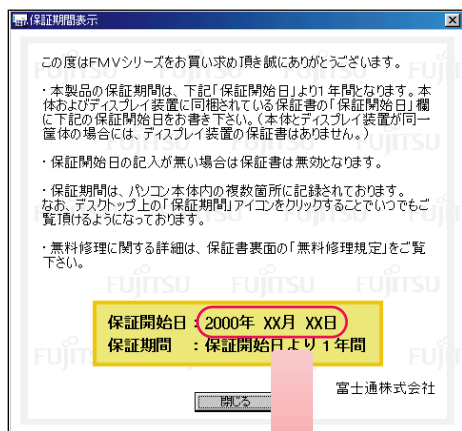 保証期間表示
この度はFMVシリーズをお買い求め頂き誠にありがとうございます。
・本製品の保証期間は、下記「保証開始日」より1年間となります。本
体およびディスプレイ装置に同梱されている保証書の「保証開始日」欄
に下記の保証開始日をお書き下さい。（本体とディスプレイ装置が同一
筐体の場合には、ディスプレイ装置の保証書はありません。）
・保証開始日の記入が無い場合は保証書は無効となります。
・保証期間は、パソコン本体内の複数箇所に記録されております。
なお、デスクトップ上の「保証期間」アイコンをクリックすることでいつでもご
覧頂けるようになっております。
・無料修理に関する詳細は、保証書裏面の「無料修理規定」をご覧
下さい。
保証開始日：2000年 XX月 XX日
保証期間 ：保証開始日より1年間
富士通株式会社
閉じる